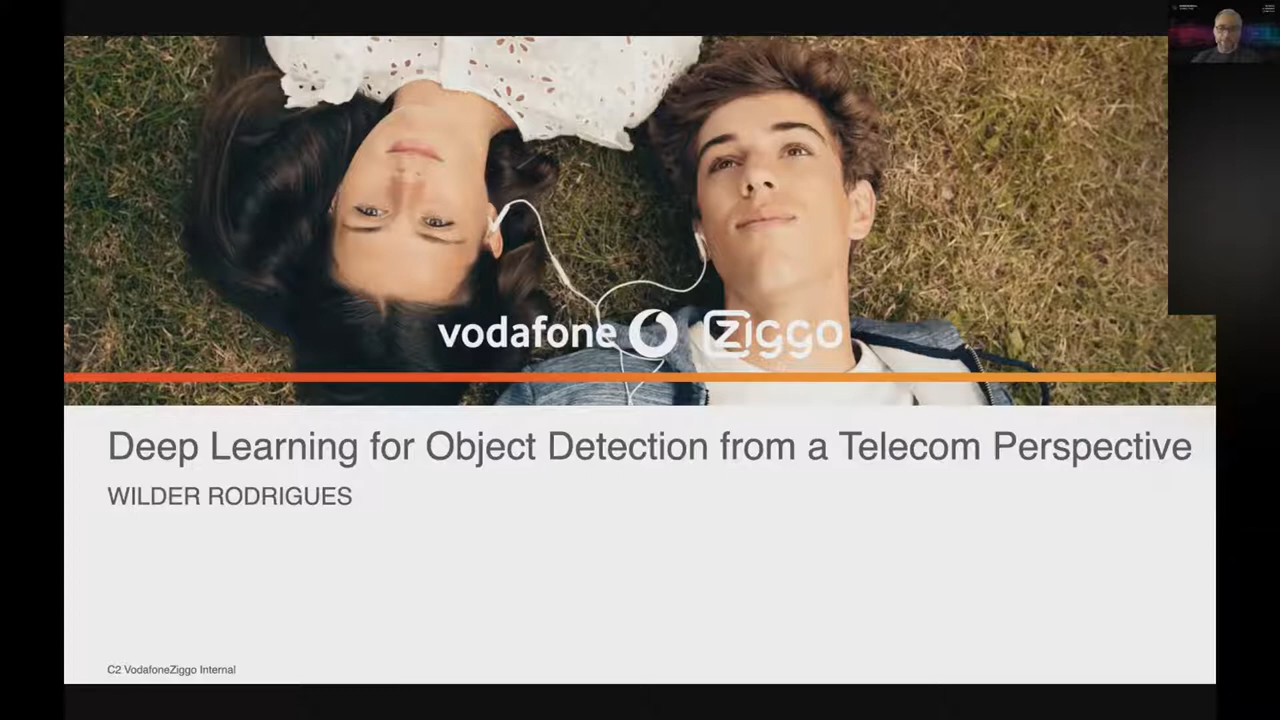 vodafone ziggo
Deep Learning for Object Detection from a Telecom Perspective
WILDER RODRIGUES
C2 VodafoneZiggo Internal